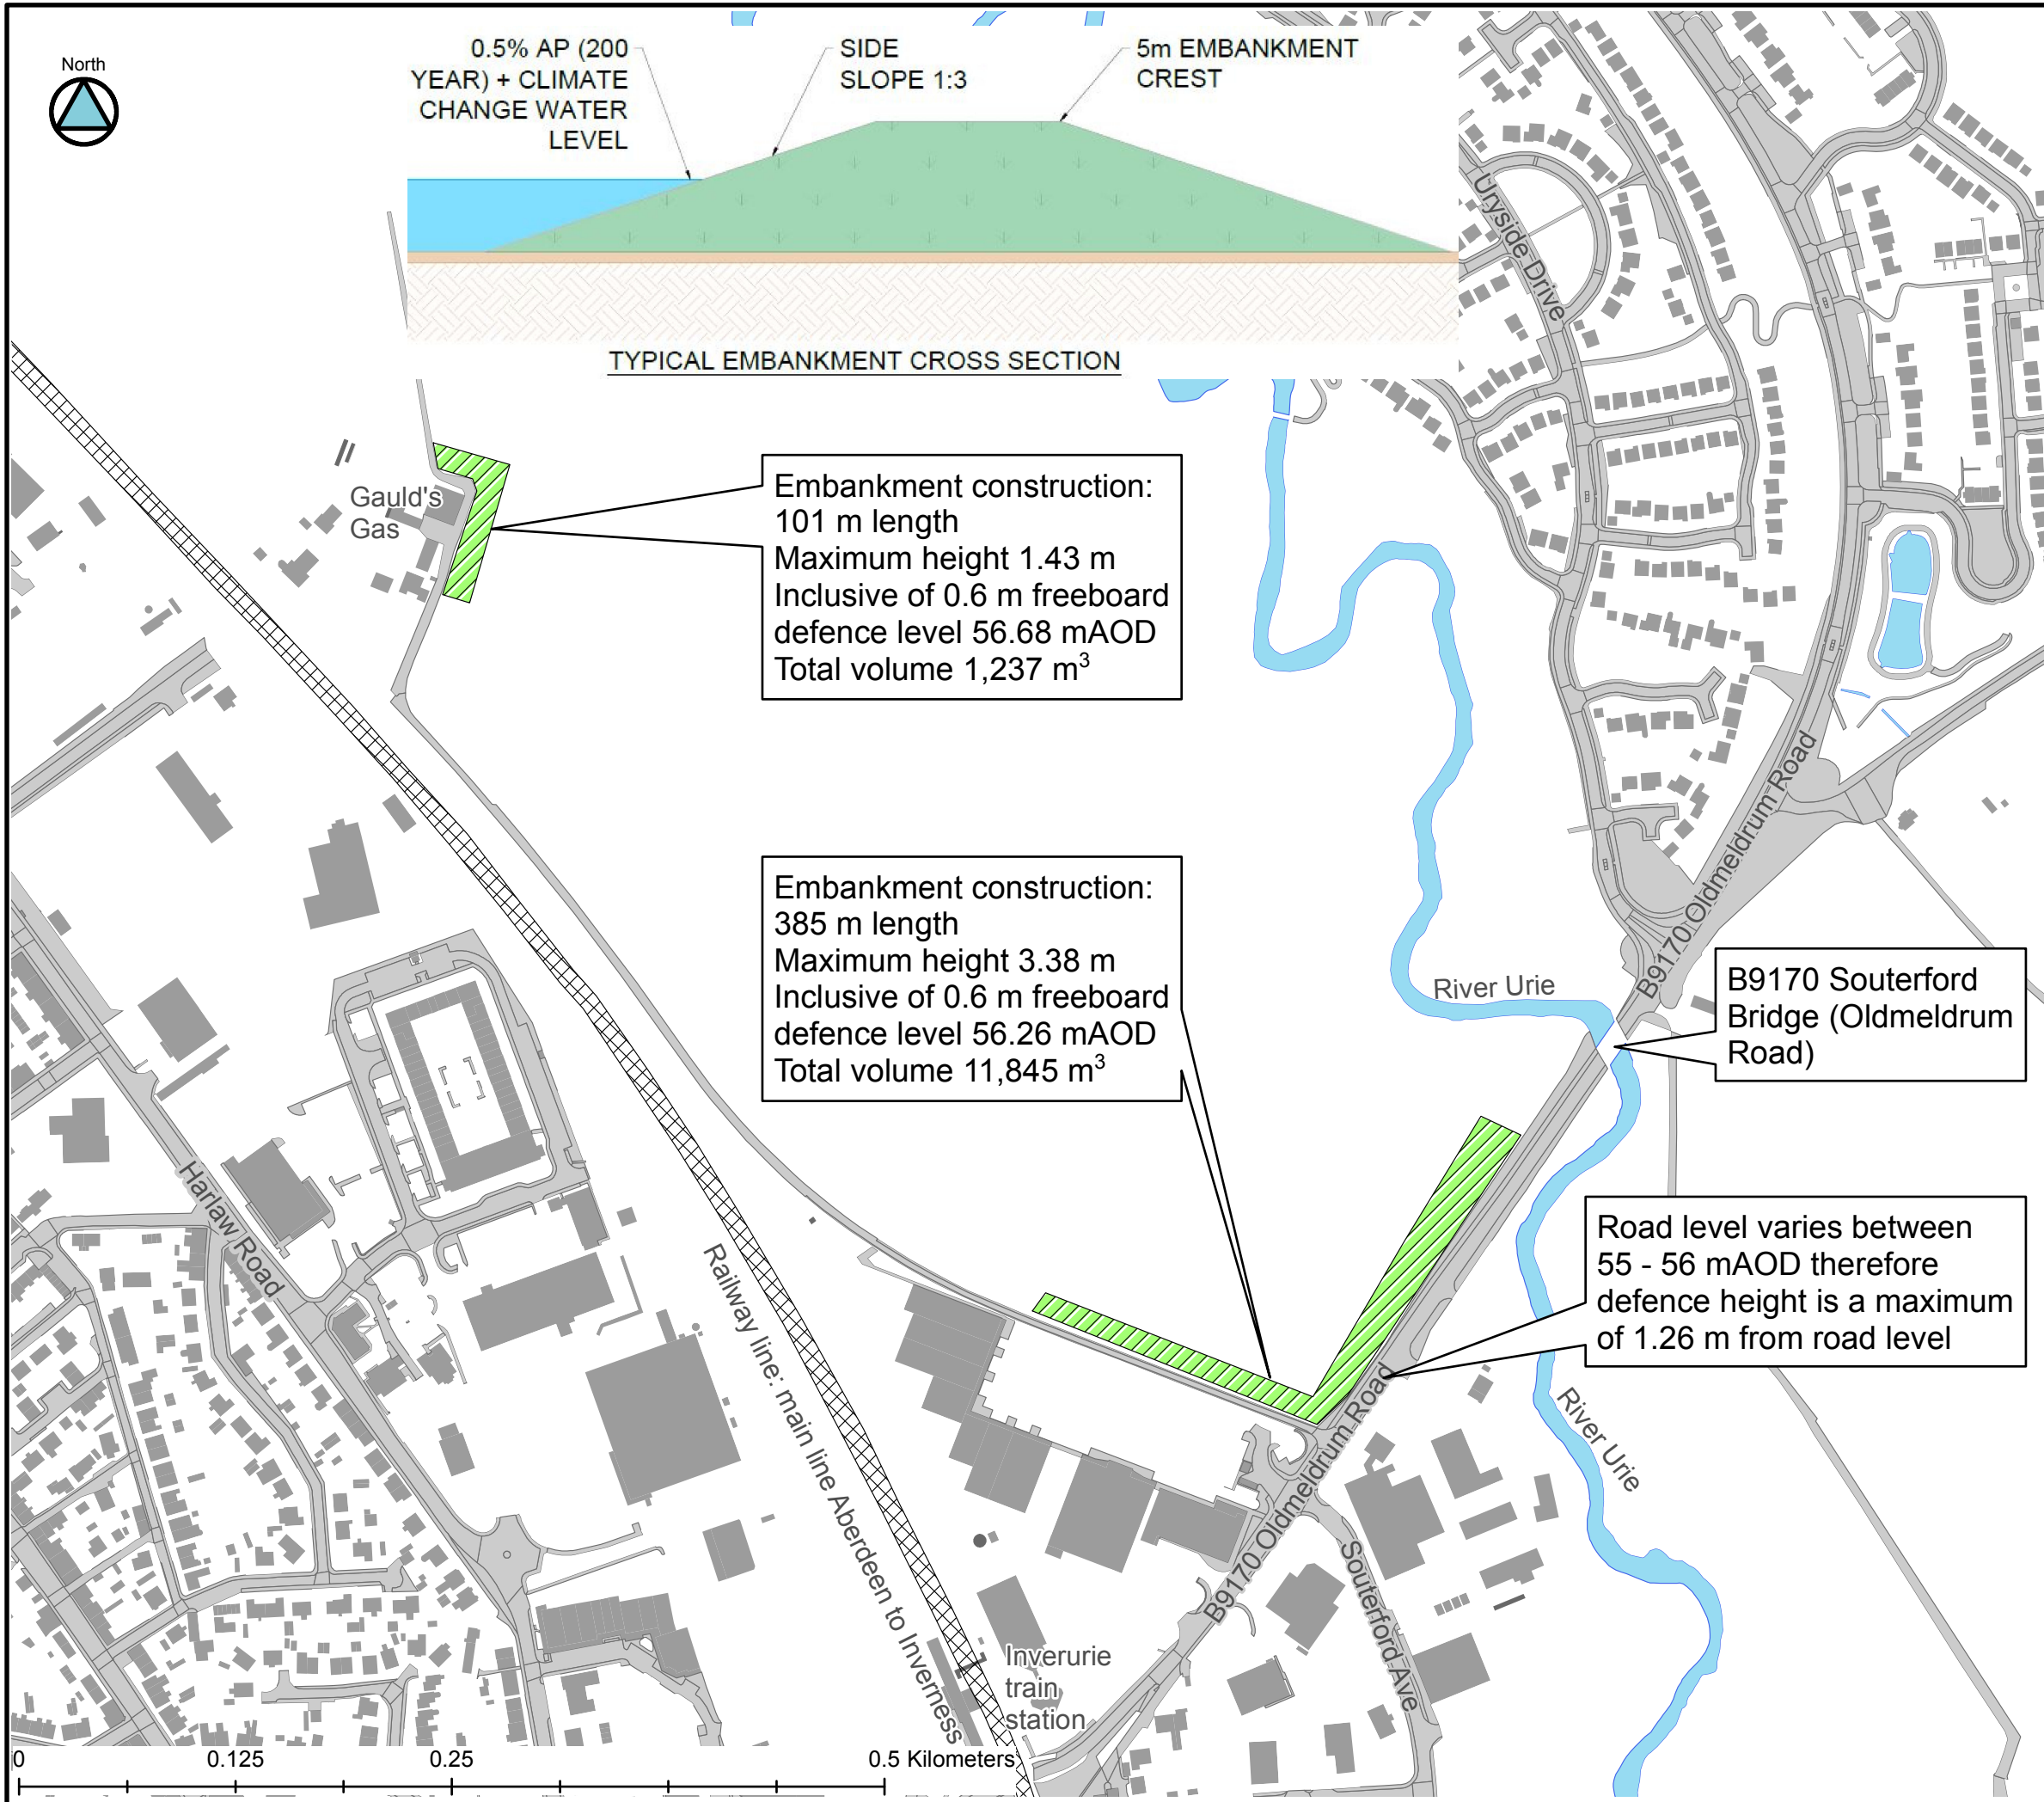 North
0.5% AP (200
YEAR) + CLIMATE
CHANGE WATER
LEVEL
SIDE
SLOPE 1:3
5m EMBANKMENT
CREST
TYPICAL EMBANKMENT CROSS SECTION
Uryside Drive
Gauld's
Gas
Embankment construction:
101 m length
Maximum height 1.43 m
Inclusive of 0.6 m freeboard
defence level 56.68 mAOD
Total volume 1,237 m³
Embankment construction:
385 m length
Maximum height 3.38 m
Inclusive of 0.6 m freeboard
defence level 56.26 mAOD
Total volume 11,845 m³
B9170 Oldmeldrum Road
River Urie
B9170 Souterford
Bridge (Oldmeldrum
Road)
Road level varies between
55 - 56 mAOD therefore
defence height is a maximum
of 1.26 m from road level
Harlaw Road
Railway line: main line Aberdeen to Inverness
B9170 Oldmeldrum Road
River Urie
Souterford Ave
Inverurie
train
station
0 0.125 0.25 0.5 Kilometers